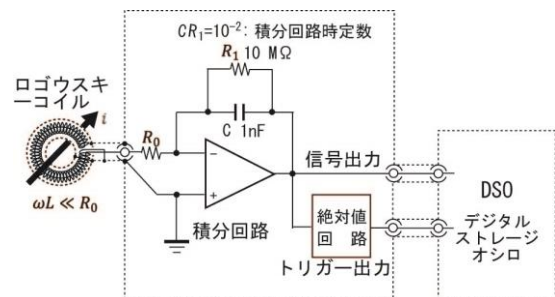 CR₁=10⁻²: 積分回路時定数
R₁ 10 MΩ
ロゴウスキ
ーコイル
i
R₀
C 1nF
−
+
ωL ≪ R₀
積分回路
信号出力
絶対値
回 路
トリガー出力
DSO
デジタル
ストレージ
オシロ